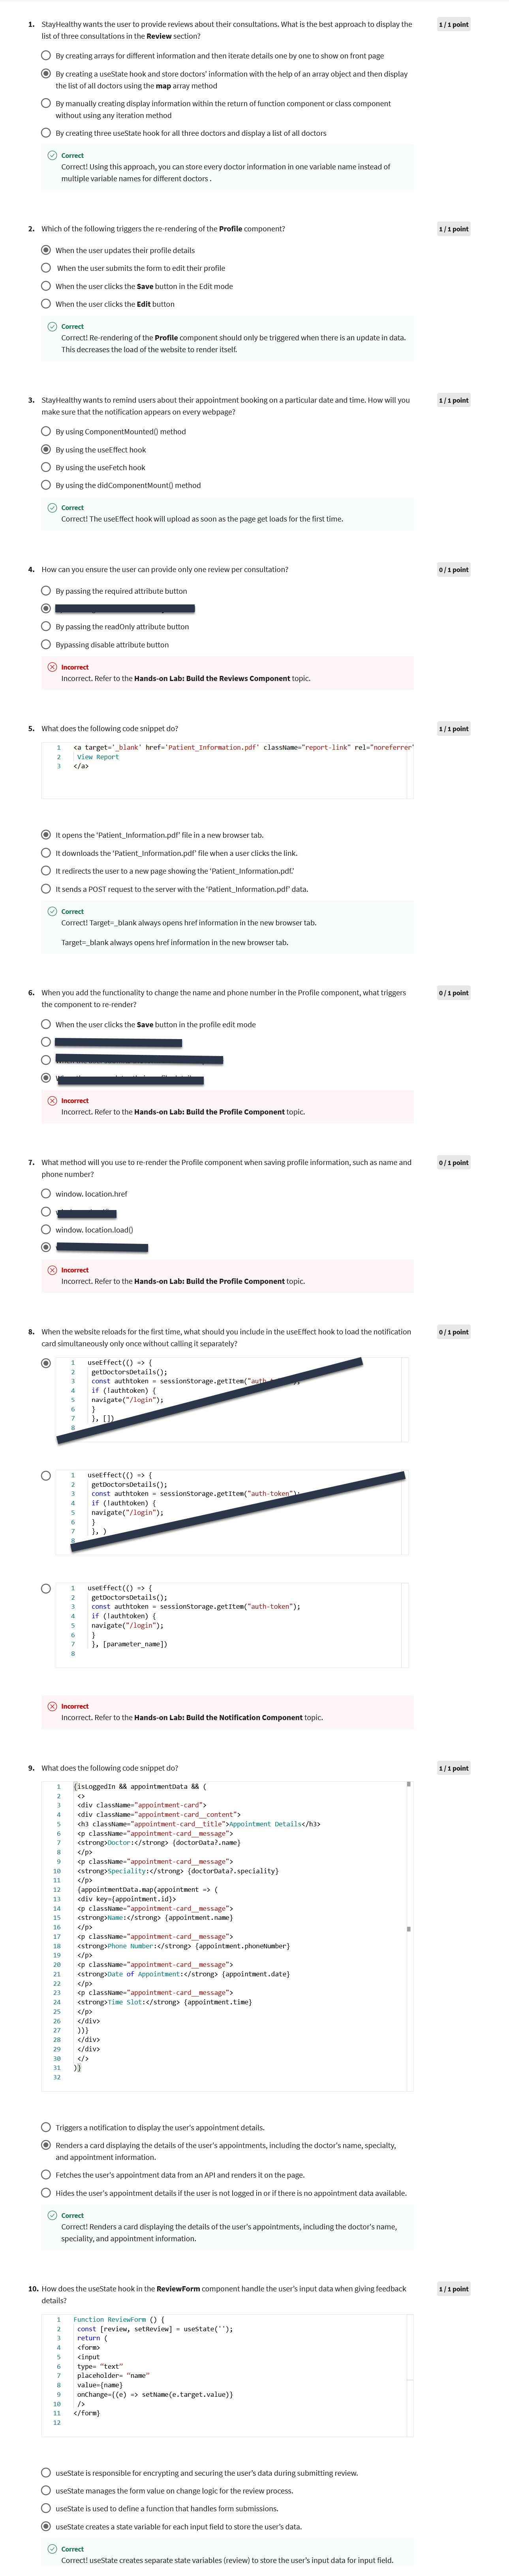 1. StayHealthy wants the user to provide reviews about their consultations. What is the best approach to display the
list of three consultations in the Review section?
1 / 1 point
By creating arrays for different information and then iterate details one by one to show on front page
By creating a useState hook and store doctors' information with the help of an array object and then display
the list of all doctors using the map array method
By manually creating display information within the return of function component or class component
without using any iteration method
By creating three useState hook for all three doctors and display a list of all doctors
Correct
Correct! Using this approach, you can store every doctor information in one variable name instead of
multiple variable names for different doctors .
2. Which of the following triggers the re-rendering of the Profile component?
1 / 1 point
When the user updates their profile details
When the user submits the form to edit their profile
When the user clicks the Save button in the Edit mode
When the user clicks the Edit button
Correct
Correct! Re-rendering of the Profile component should only be triggered when there is an update in data.
This decreases the load of the website to render itself.
3. StayHealthy wants to remind users about their appointment booking on a particular date and time. How will you
make sure that the notification appears on every webpage?
1 / 1 point
By using ComponentMounted() method
By using the useEffect hook
By using the useFetch hook
By using the didComponentMount() method
Correct
Correct! The useEffect hook will upload as soon as the page get loads for the first time.
4. How can you ensure the user can provide only one review per consultation?
0 / 1 point
By passing the required attribute button
By passing the readOnly attribute button
Bypassing disable attribute button
Incorrect
Incorrect. Refer to the Hands-on Lab: Build the Reviews Component topic.
5. What does the following code snippet do?
1 / 1 point
1 <a target='_blank' href='Patient_Information.pdf' className="report-link" rel="noreferrer"
2 View Report
3 </a>
It opens the 'Patient_Information.pdf' file in a new browser tab.
It downloads the 'Patient_Information.pdf' file when a user clicks the link.
It redirects the user to a new page showing the 'Patient_Information.pdf.'
It sends a POST request to the server with the 'Patient_Information.pdf' data.
Correct
Correct! Target=_blank always opens href information in the new browser tab.
Target=_blank always opens href information in the new browser tab.
6. When you add the functionality to change the name and phone number in the Profile component, what triggers
the component to re-render?
0 / 1 point
When the user clicks the Save button in the profile edit mode
Incorrect
Incorrect. Refer to the Hands-on Lab: Build the Profile Component topic.
7. What method will you use to re-render the Profile component when saving profile information, such as name and
phone number?
0 / 1 point
window. location.href
window. location.load()
Incorrect
Incorrect. Refer to the Hands-on Lab: Build the Profile Component topic.
8. When the website reloads for the first time, what should you include in the useEffect hook to load the notification
card simultaneously only once without calling it separately?
0 / 1 point
1 useEffect(() => {
2 getDoctorsDetails();
3 const authtoken = sessionStorage.getItem("auth
4 if (!authtoken) {
5 navigate("/login");
6 }
7 }, [])
8
1 useEffect(() => {
2 getDoctorsDetails();
3 const authtoken = sessionStorage.getItem("auth-token");
4 if (!authtoken) {
5 navigate("/login");
6 }
7 }, )
8
1 useEffect(() => {
2 getDoctorsDetails();
3 const authtoken = sessionStorage.getItem("auth-token");
4 if (!authtoken) {
5 navigate("/login");
6 }
7 }, [parameter_name])
8
Incorrect
Incorrect. Refer to the Hands-on Lab: Build the Notification Component topic.
9. What does the following code snippet do?
1 / 1 point
1 {isLoggedIn && appointmentData && (
2 <>
3 <div className="appointment-card">
4 <div className="appointment-card__content">
5 <h3 className="appointment-card__title">Appointment Details</h3>
6 <p className="appointment-card__message">
7 <strong>Doctor:</strong> {doctorData?.name}
8 </p>
9 <p className="appointment-card__message">
10 <strong>Speciality:</strong> {doctorData?.speciality}
11 </p>
12 {appointmentData.map(appointment => (
13 <div key={appointment.id}>
14 <p className="appointment-card__message">
15 <strong>Name:</strong> {appointment.name}
16 </p>
17 <p className="appointment-card__message">
18 <strong>Phone Number:</strong> {appointment.phoneNumber}
19 </p>
20 <p className="appointment-card__message">
21 <strong>Date of Appointment:</strong> {appointment.date}
22 </p>
23 <p className="appointment-card__message">
24 <strong>Time Slot:</strong> {appointment.time}
25 </p>
26 </div>
27 ))}
28 </div>
29 </div>
30 </>
31 )}
32
Triggers a notification to display the user's appointment details.
Renders a card displaying the details of the user's appointments, including the doctor's name, specialty,
and appointment information.
Fetches the user's appointment data from an API and renders it on the page.
Hides the user's appointment details if the user is not logged in or if there is no appointment data available.
Correct
Correct! Renders a card displaying the details of the user's appointments, including the doctor's name,
speciality, and appointment information.
10. How does the useState hook in the ReviewForm component handle the user's input data when giving feedback
details?
1 / 1 point
1 Function ReviewForm () {
2 const [review, setReview] = useState('');
3 return (
4 <form>
5 <input
6 type= "text"
7 placeholder= "name"
8 value={name}
9 onChange={(e) => setName(e.target.value)}
10 />
11 </form}
12
useState is responsible for encrypting and securing the user's data during submitting review.
useState manages the form value on change logic for the review process.
useState is used to define a function that handles form submissions.
useState creates a state variable for each input field to store the user's data.
Correct
Correct! useState creates separate state variables (review) to store the user's input data for input field.